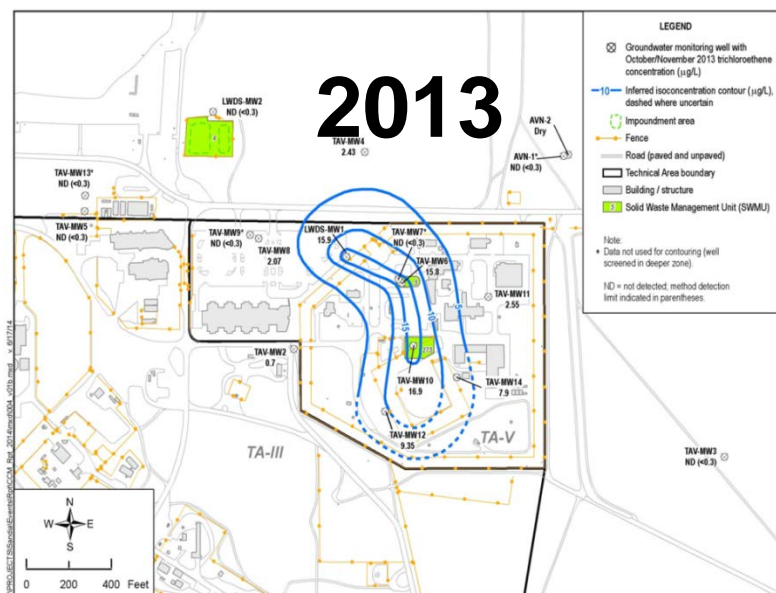 2013
LWDS-MW2
ND (<0.3)
TAV-MW4
2.43
AVN-2
Dry
AVN-1*
ND (<0.3)
TAV-MW13*
ND (<0.3)
TAV-MW5
ND (<0.3)
TAV-MW9*
ND (<0.3)
TAV-MW8
2.07
LWDS-MW1
15.9
TAV-MW7*
ND (<0.3)
TAV-MW6
15.8
TAV-MW11
2.55
TAV-MW2
0.7
TAV-MW10
16.9
TAV-MW14
7.9
TAV-MW12
9.35
TAV-MW3
ND (<0.3)
5
10
15
4
275
TA-III
TA-V
LEGEND
Groundwater monitoring well with
October/November 2013 trichloroethene
concentration (µg/L)
10
Inferred isoconcentration contour (µg/L),
dashed where uncertain
Impoundment area
Fence
Road (paved and unpaved)
Technical Area boundary
Building / structure
Solid Waste Management Unit (SWMU)
Note:
* Data not used for contouring (well
screened in deeper zone).
ND = not detected; method detection
limit indicated in parentheses.
N
W E
S
0 200 400 Feet